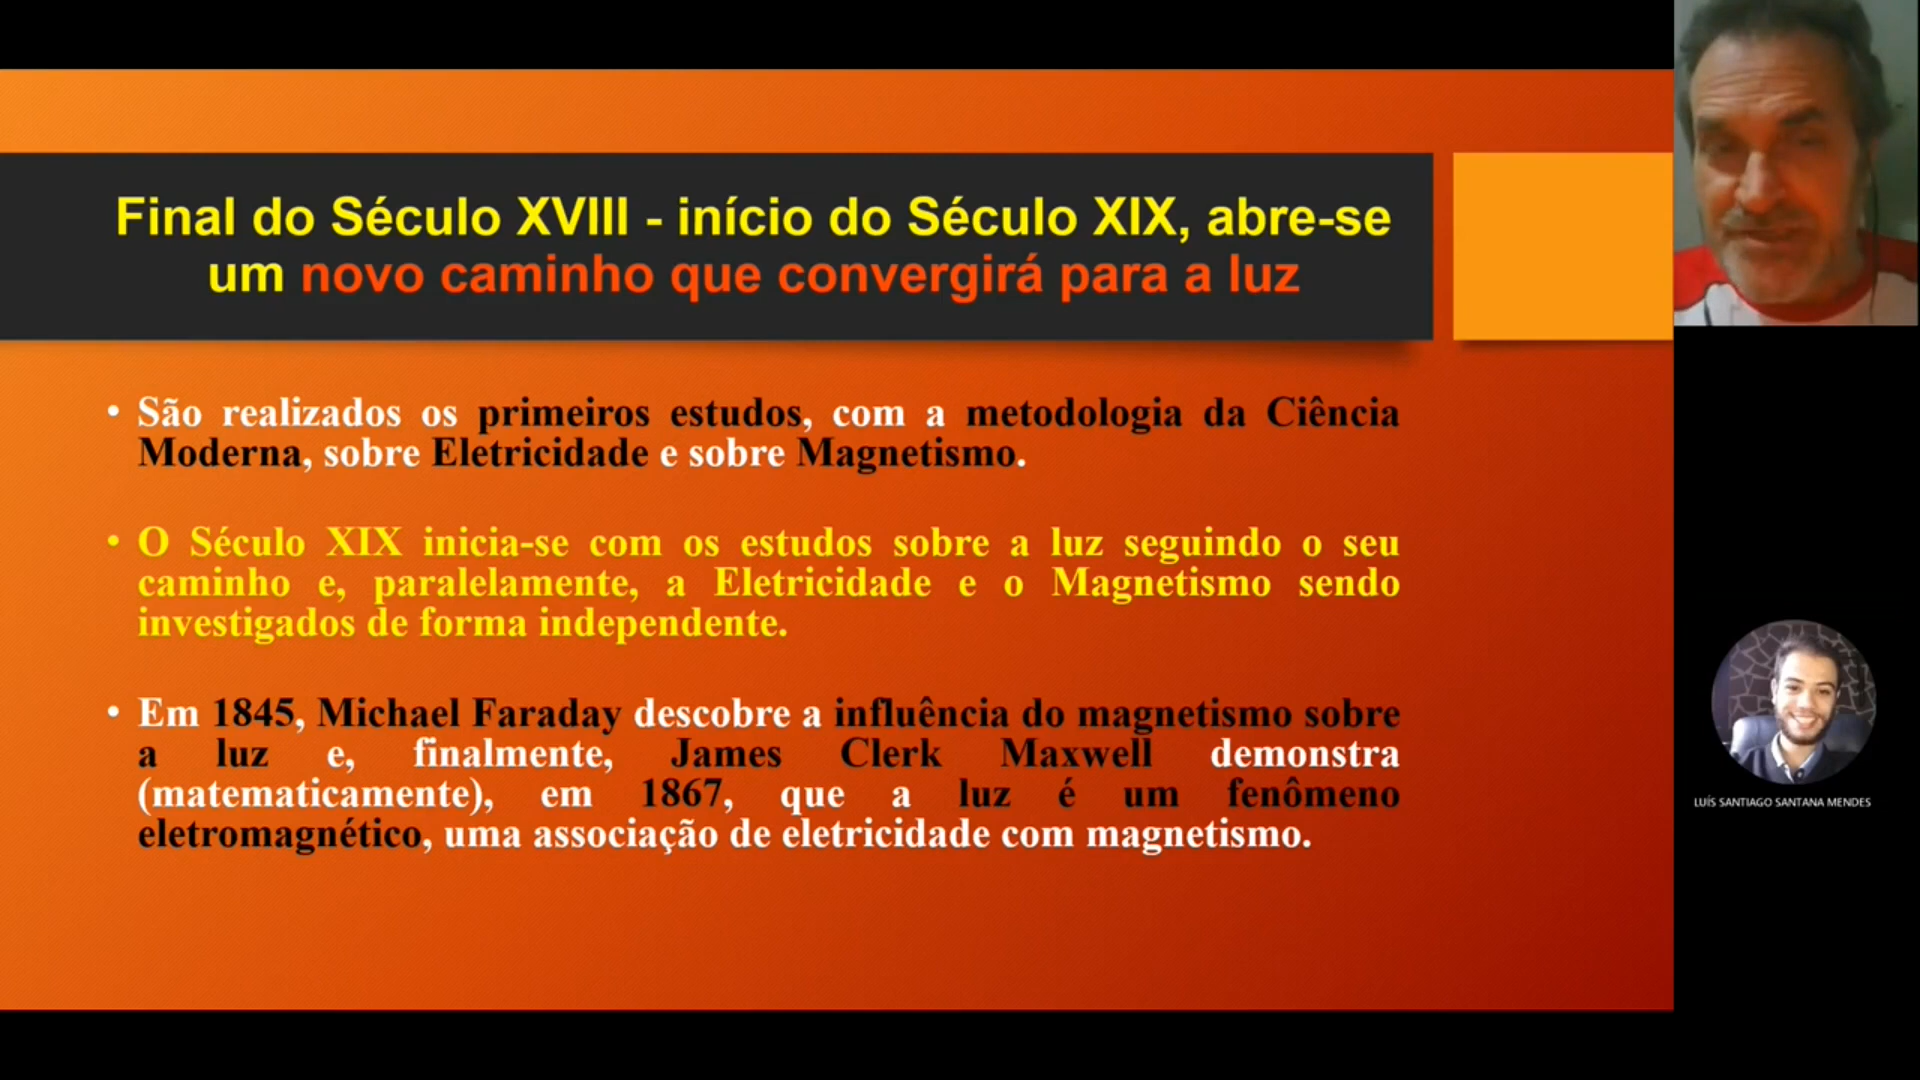 Final do Século XVIII - início do Século XIX, abre-se
um novo caminho que convergirá para a luz
• São realizados os primeiros estudos, com a metodologia da Ciência
Moderna, sobre Eletricidade e sobre Magnetismo.
• O Século XIX inicia-se com os estudos sobre a luz seguindo o seu
caminho e, paralelamente, a Eletricidade e o Magnetismo sendo
investigados de forma independente.
• Em 1845, Michael Faraday descobre a influência do magnetismo sobre
a luz e, finalmente, James Clerk Maxwell demonstra
(matematicamente), em 1867, que a luz é um fenômeno
eletromagnético, uma associação de eletricidade com magnetismo.
LUÍS SANTIAGO SANTANA MENDES